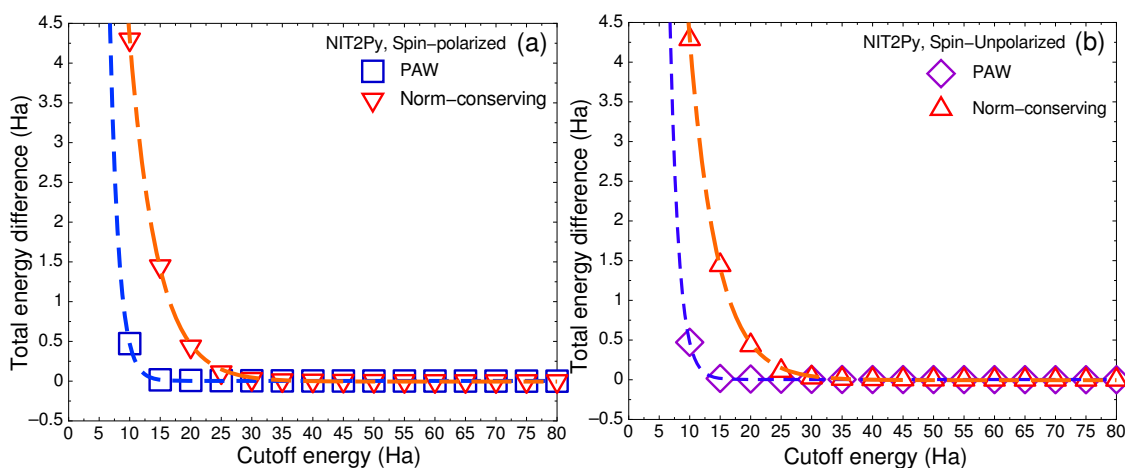 NIT2Py, Spin-polarized (a)
PAW
Norm-conserving
Total energy difference (Ha)
4.5
4
3.5
3
2.5
2
1.5
1
0.5
0
-0.5
0 5 10 15 20 25 30 35 40 45 50 55 60 65 70 75 80
Cutoff energy (Ha)
NIT2Py, Spin-Unpolarized (b)
PAW
Norm-conserving
Total energy difference (Ha)
4.5
4
3.5
3
2.5
2
1.5
1
0.5
0
-0.5
0 5 10 15 20 25 30 35 40 45 50 55 60 65 70 75 80
Cutoff energy (Ha)